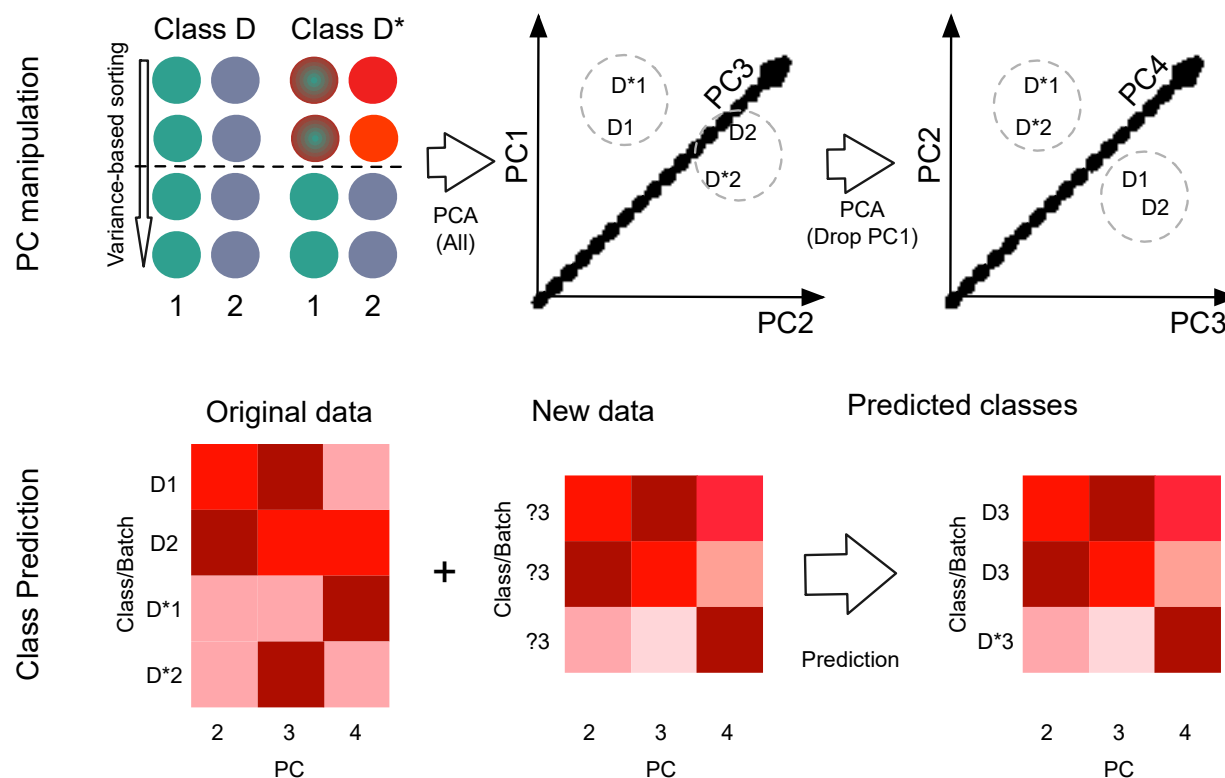 PC manipulation
Variance-based sorting
Class D
Class D*
1
2
1
2
PCA
(All)
PC1
D*1
D1
PC3
D2
D*2
PC2
PCA
(Drop PC1)
PC2
D*1
D*2
PC4
D1
D2
PC3
Class Prediction
Original data
Class/Batch
D1
D2
D*1
D*2
2
3
4
PC
+
New data
Class/Batch
?3
?3
?3
2
3
4
PC
Prediction
Predicted classes
Class/Batch
D3
D3
D*3
2
3
4
PC